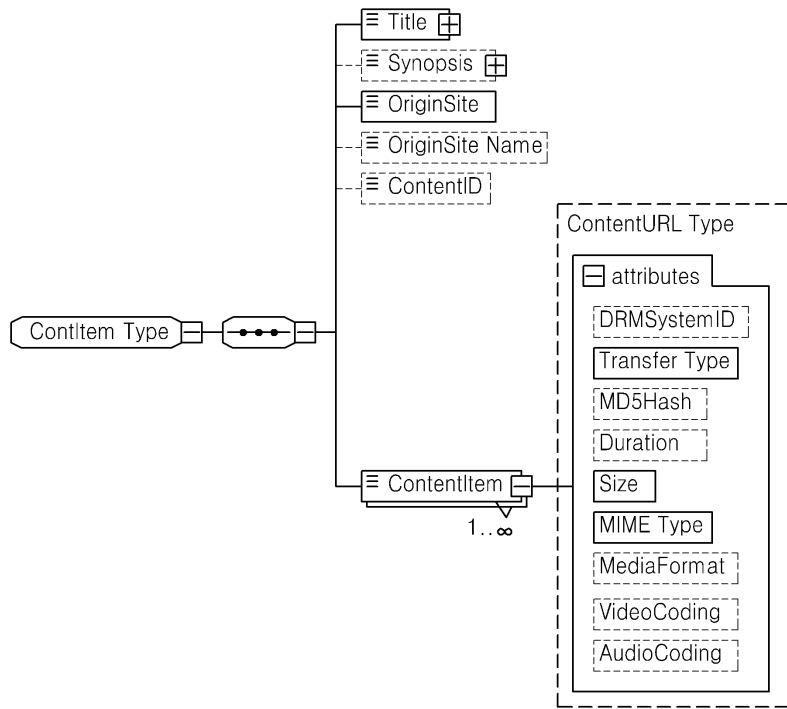 Title
Synopsis
OriginSite
OriginSite Name
ContentID
ContentURL Type
attributes
DRMSystemID
ContItem Type
Transfer Type
MD5Hash
Duration
ContentItem
Size
1..∞
MIME Type
MediaFormat
VideoCoding
AudioCoding